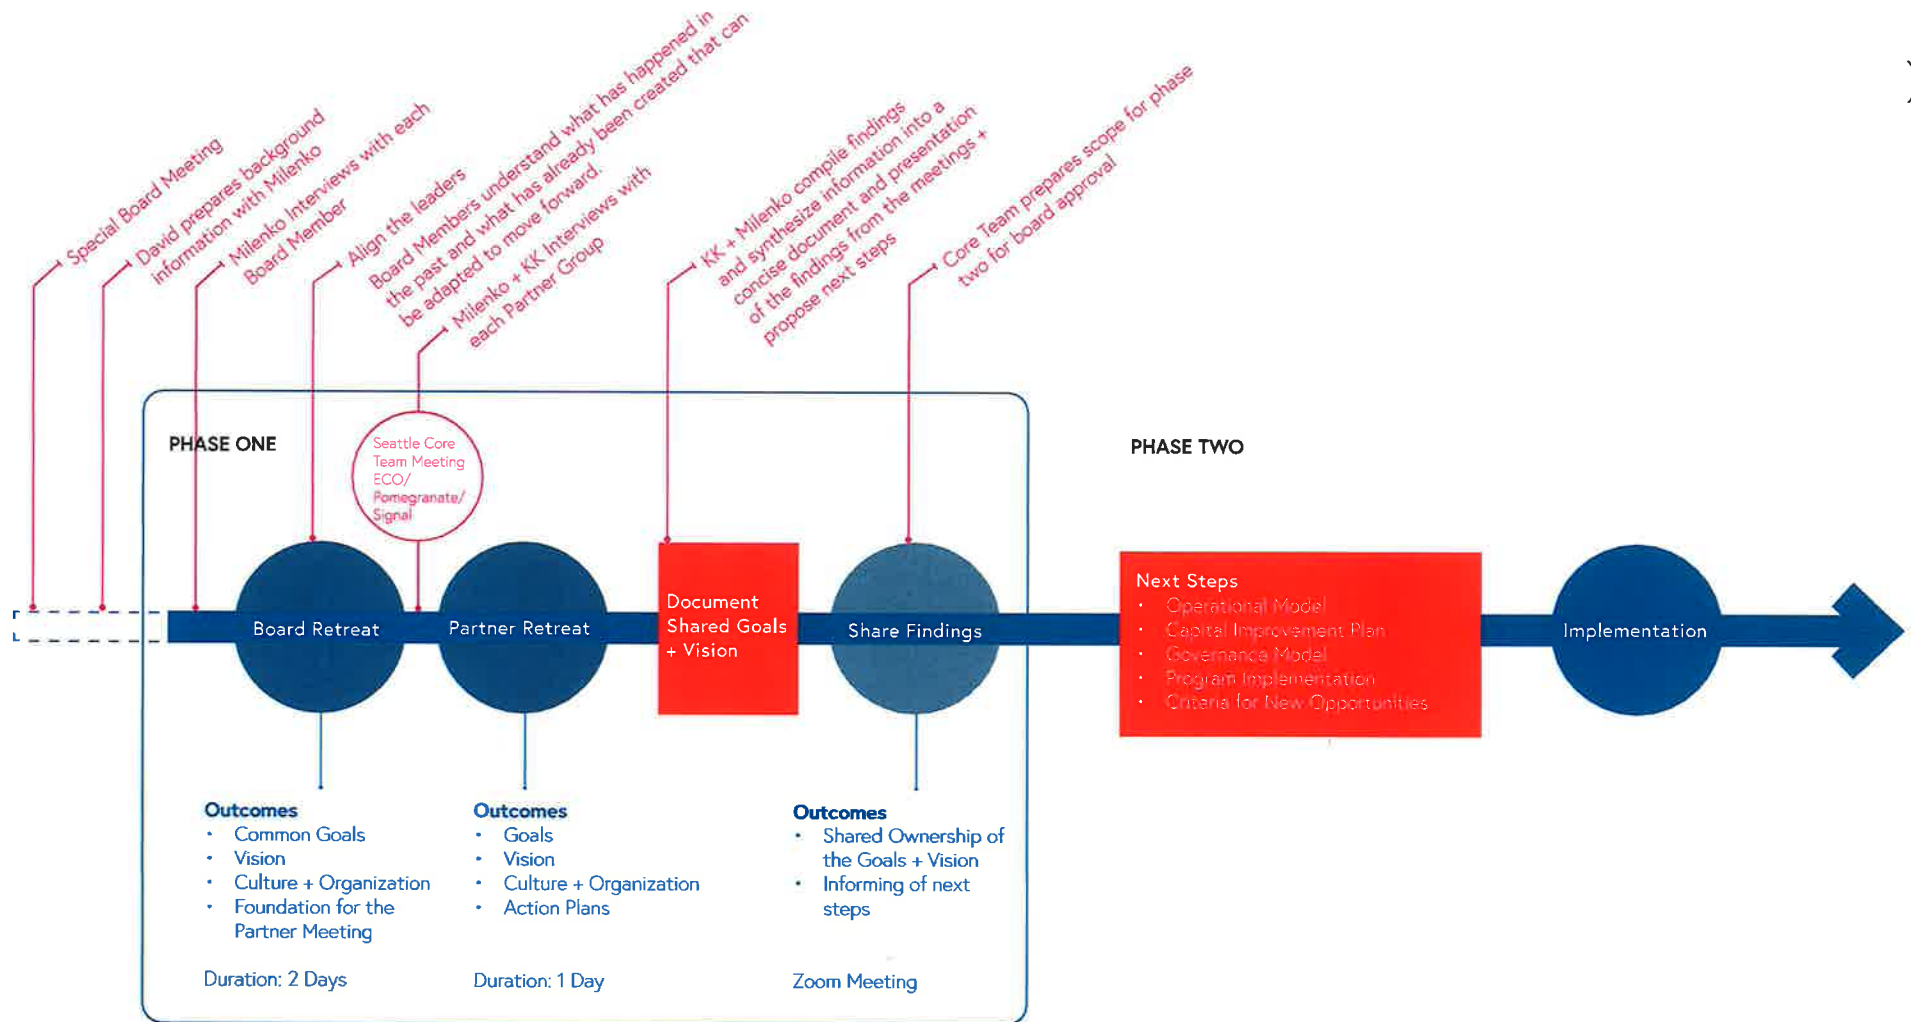 Special Board Meeting
David prepares background
information with Milenko
Milenko Interviews with each
Board Member
Align the leaders
Board Members understand what has happened in
the past and what has already been created that can
be adapted to move forward.
Milenko + KK Interviews with
each Partner Group
KK + Milenko compile findings
and synthesize information into a
concise document and presentation
of the findings from the meetings +
propose next steps
Core Team prepares scope for phase
two for board approval
PHASE ONE
Seattle Core
Team Meeting
ECO/
Pomegranate/
Signal
PHASE TWO
Board Retreat
Partner Retreat
Document
Shared Goals
+ Vision
Share Findings
Next Steps
• Operational Model
• Capital Improvement Plan
• Governance Model
• Program Implementation
• Criteria for New Opportunities
Implementation
Outcomes
• Common Goals
• Vision
• Culture + Organization
• Foundation for the
Partner Meeting
Duration: 2 Days
Outcomes
• Goals
• Vision
• Culture + Organization
• Action Plans
Duration: 1 Day
Outcomes
• Shared Ownership of
the Goals + Vision
• Informing of next
steps
Zoom Meeting